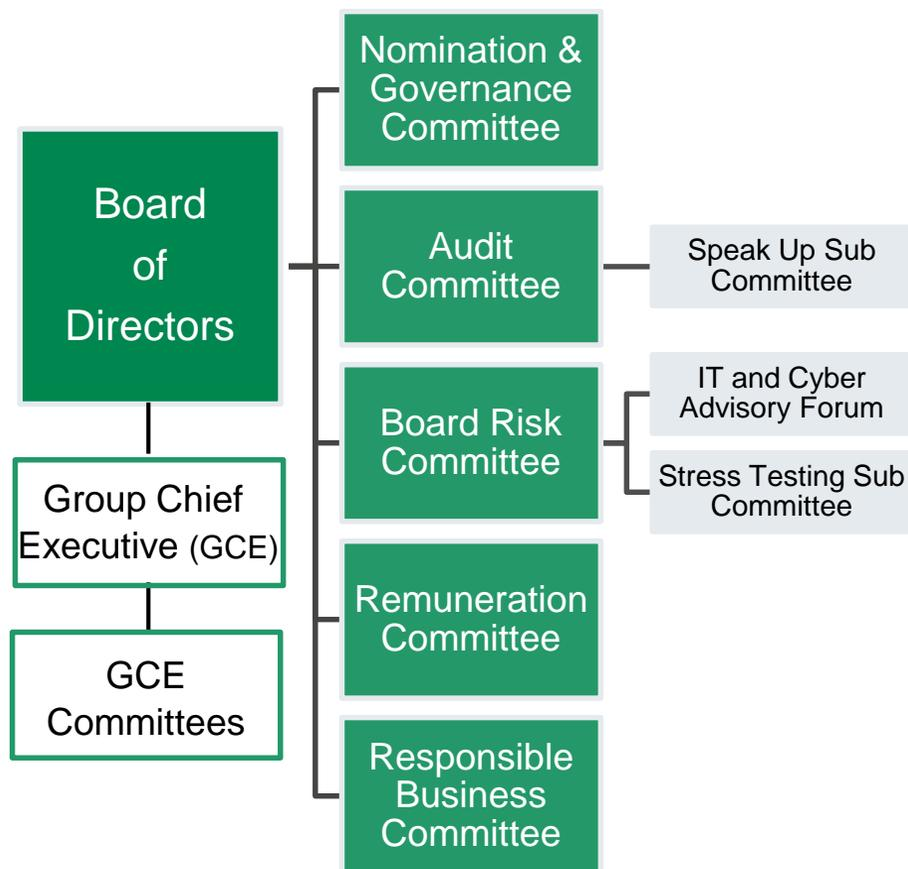 Board
of
Directors
Group Chief
Executive (GCE)
GCE
Committees
Nomination &
Governance
Committee
Audit
Committee
Board Risk
Committee
Remuneration
Committee
Responsible
Business
Committee
Speak Up Sub
Committee
IT and Cyber
Advisory Forum
Stress Testing Sub
Committee